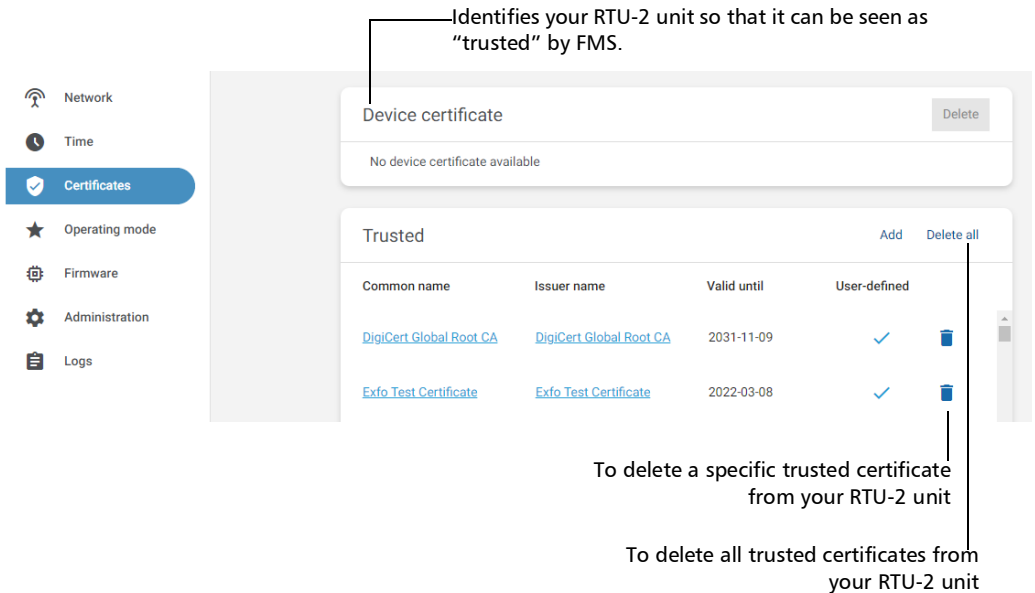 Identifies your RTU-2 unit so that it can be seen as
“trusted” by FMS.
Network
Time
Certificates
Operating mode
Firmware
Administration
Logs
Device certificate
Delete
No device certificate available
Trusted
Add
Delete all
Common name
Issuer name
Valid until
User-defined
DigiCert Global Root CA
DigiCert Global Root CA
2031-11-09
Exfo Test Certificate
Exfo Test Certificate
2022-03-08
To delete a specific trusted certificate
from your RTU-2 unit
To delete all trusted certificates from
your RTU-2 unit